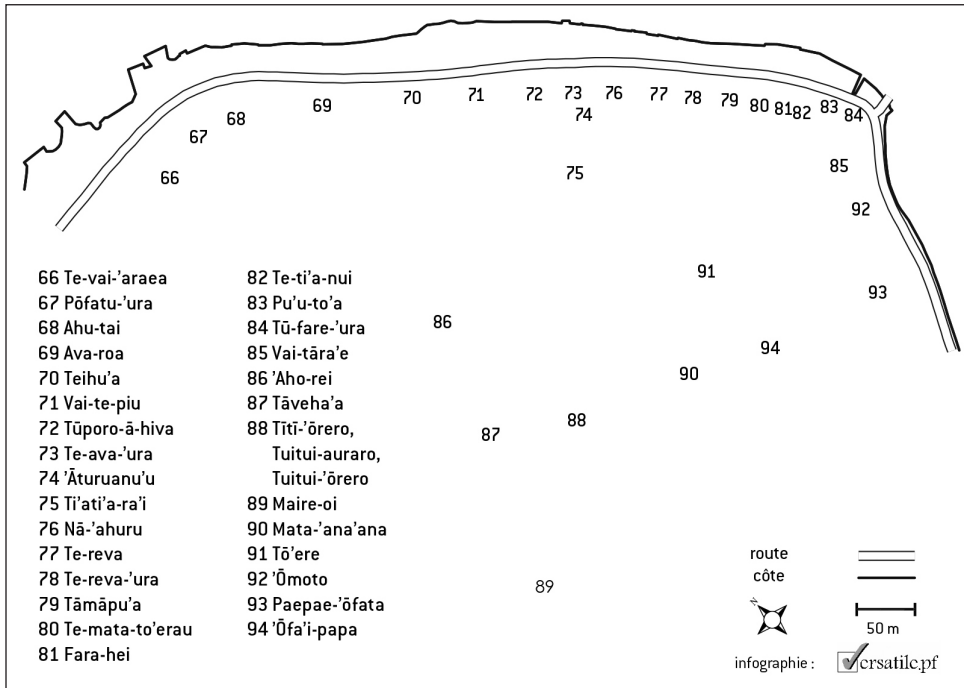 70
71
72
73
76
77
78
79
80
81
82
83
84
69
68
74
67
66
75
85
92
91
93
86
94
90
88
87
89
66 Te-vai-’araea
67 Pōfatu-’ura
68 Ahu-tai
69 Ava-roa
70 Teihu’a
71 Vai-te-piu
72 Tūporo-ā-hiva
73 Te-ava-’ura
74 ’Āturuanu’u
75 Ti’ati’a-ra’i
76 Nā-’ahuru
77 Te-reva
78 Te-reva-’ura
79 Tāmāpu’a
80 Te-mata-to’erau
81 Fara-hei
82 Te-ti’a-nui
83 Pu’u-to’a
84 Tū-fare-’ura
85 Vai-tāra’e
86 ’Aho-rei
87 Tāveha’a
88 Tītī-’ōrero,
Tuitui-auraro,
Tuitui-’ōrero
89 Maire-oi
90 Mata-’ana’ana
91 Tō’ere
92 ’Ōmoto
93 Paepae-’ōfata
94 ’Ōfa’i-papa
route
côte
N
50 m
infographie : versatile.pf